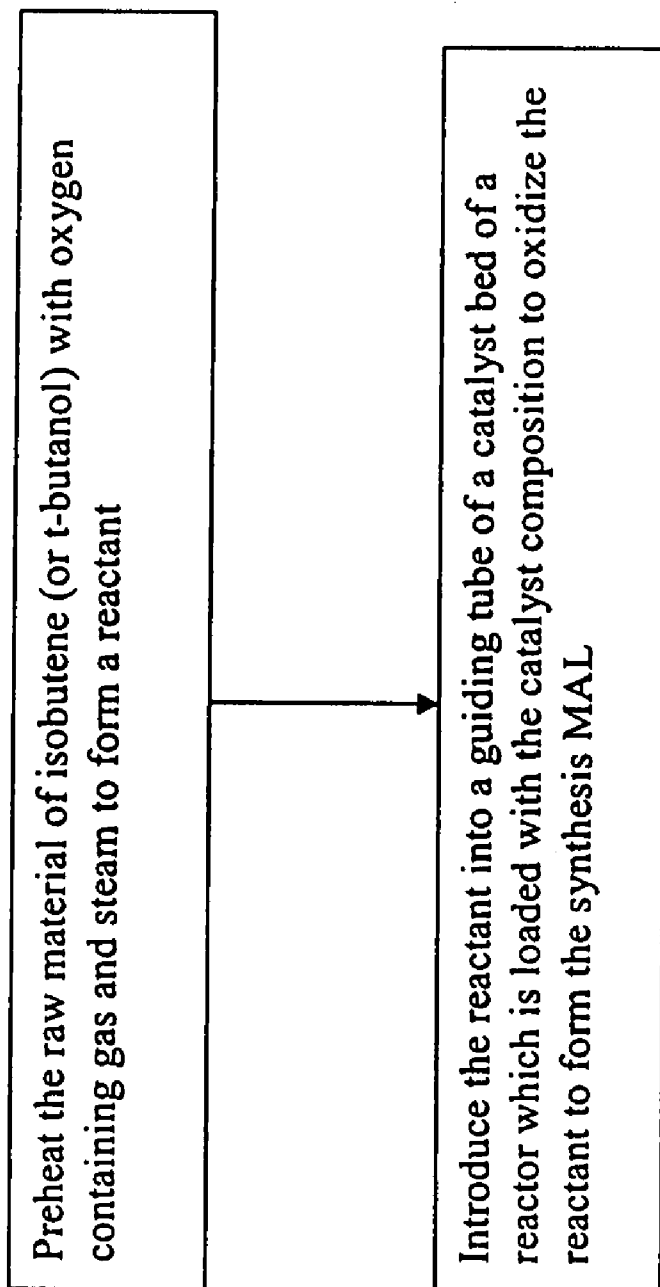 Preheat the raw material of isobutene (or t-butanol) with oxygen
containing gas and steam to form a reactant
Introduce the reactant into a guiding tube of a catalyst bed of a
reactor which is loaded with the catalyst composition to oxidize the
reactant to form the synthesis MAL